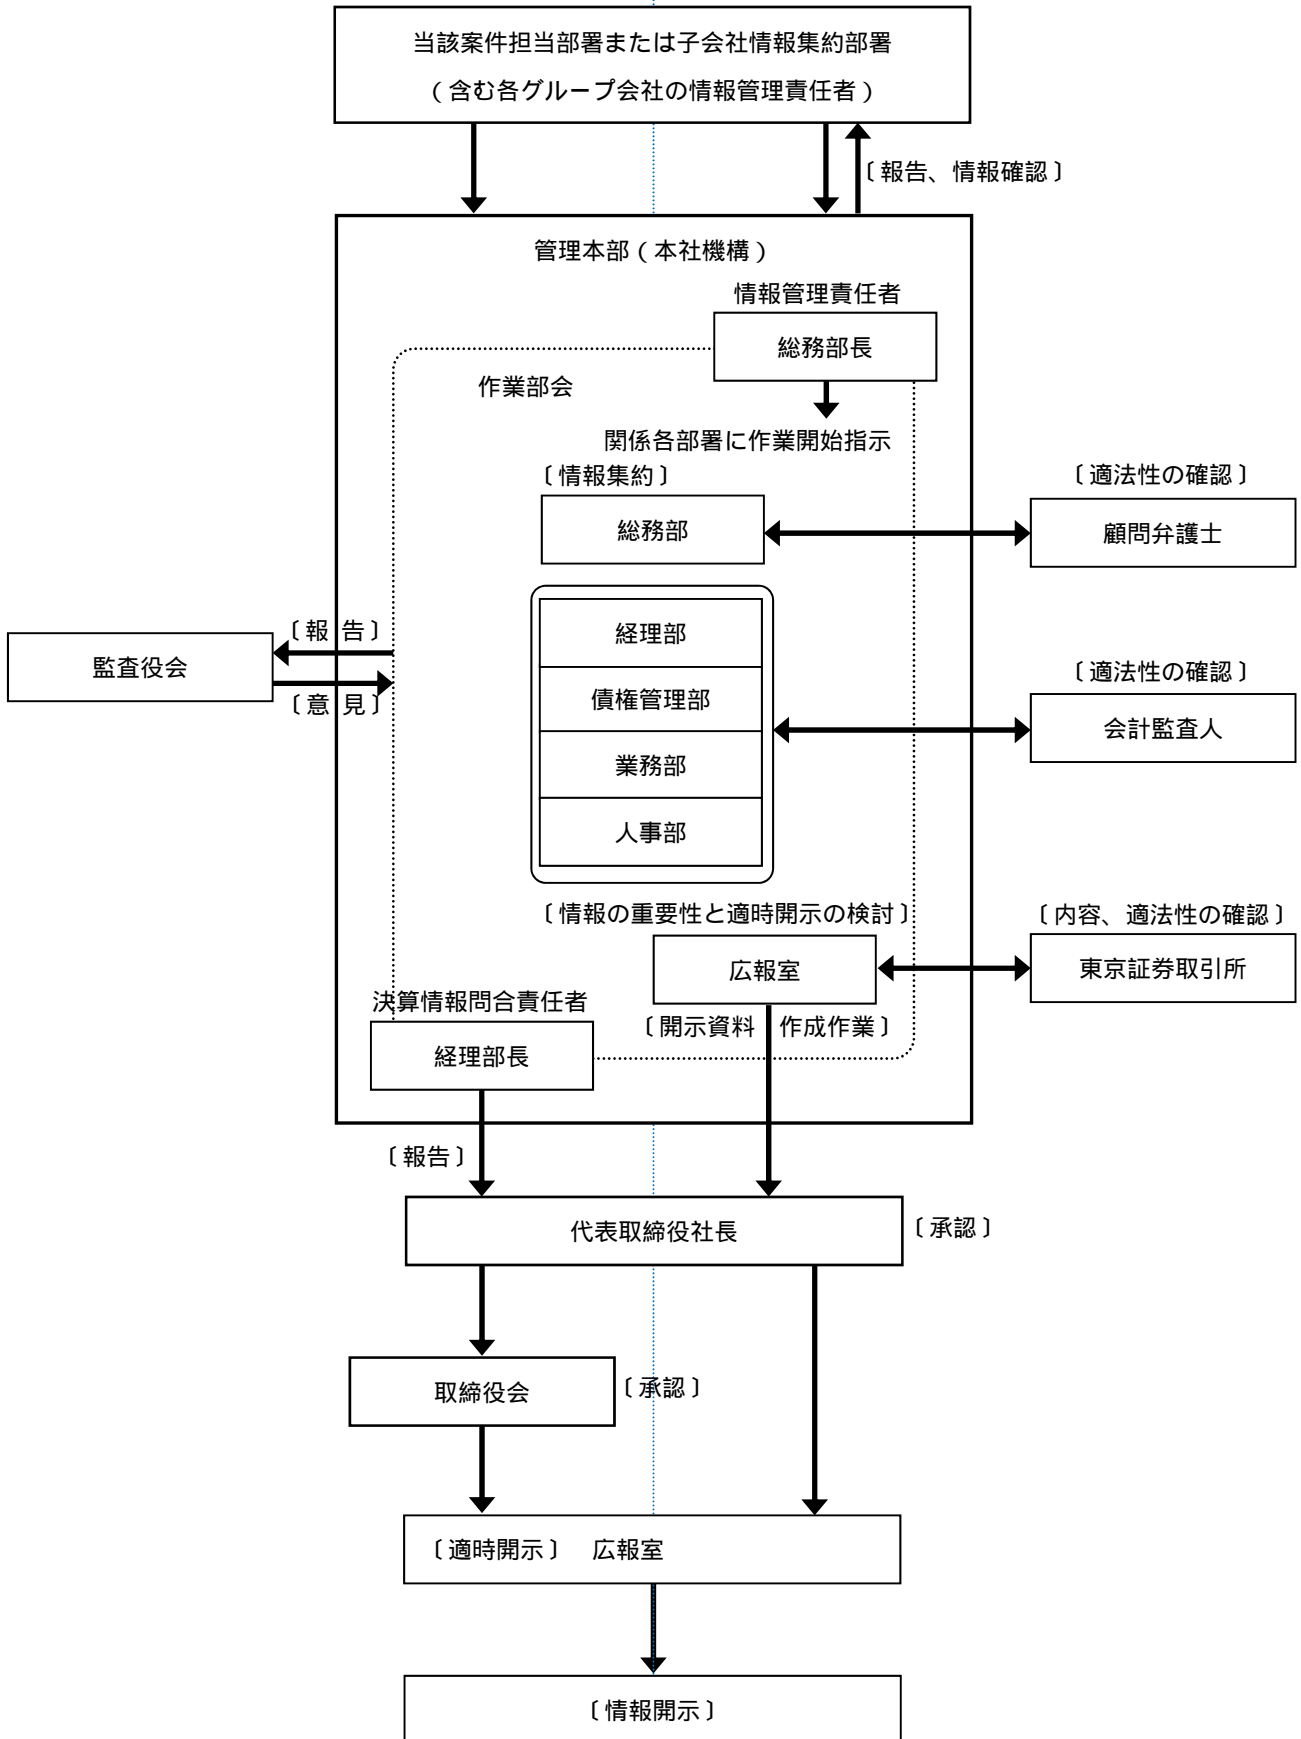 当該案件担当部署または子会社情報集約部署
（含む各グループ会社の情報管理責任者）
〔報告、情報確認〕
管理本部（本社機構）
情報管理責任者
総務部長
作業部会
関係各部署に作業開始指示
〔情報集約〕
総務部
〔適法性の確認〕
顧問弁護士
経理部
債権管理部
業務部
人事部
〔報 告〕
監査役会
〔意 見〕
〔適法性の確認〕
会計監査人
〔情報の重要性と適時開示の検討〕
広報室
〔内容、適法性の確認〕
東京証券取引所
〔開示資料 作成作業〕
決算情報問合責任者
経理部長
〔報告〕
代表取締役社長
〔承認〕
取締役会
〔承認〕
〔適時開示〕 広報室
〔情報開示〕